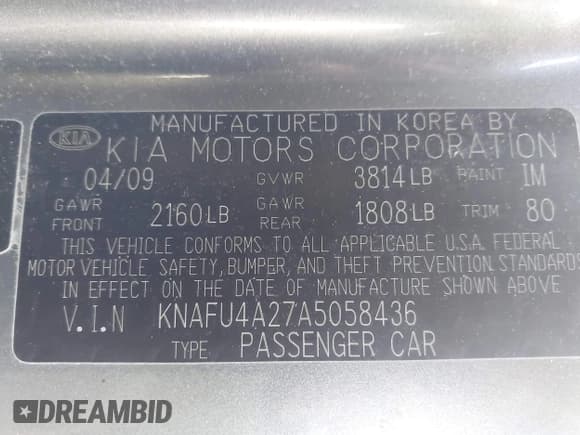 MANUFACTURED IN KOREA BY
KIA KIA MOTORS CORPORATION
04/09 GVWR 3814LB PAINT IM
GAWR FRONT 2160LB GAWR REAR 1808LB TRIM 80
THIS VEHICLE CONFORMS TO ALL APPLICABLE U.S.A. FEDERAL
MOTOR VEHICLE SAFETY, BUMPER, AND THEFT PREVENTION STANDARDS
IN EFFECT ON THE DATE OF MANUFACTURE SHOWN ABOVE
V.I.N KNAFU4A27A5058436
TYPE PASSENGER CAR
DREAMBID